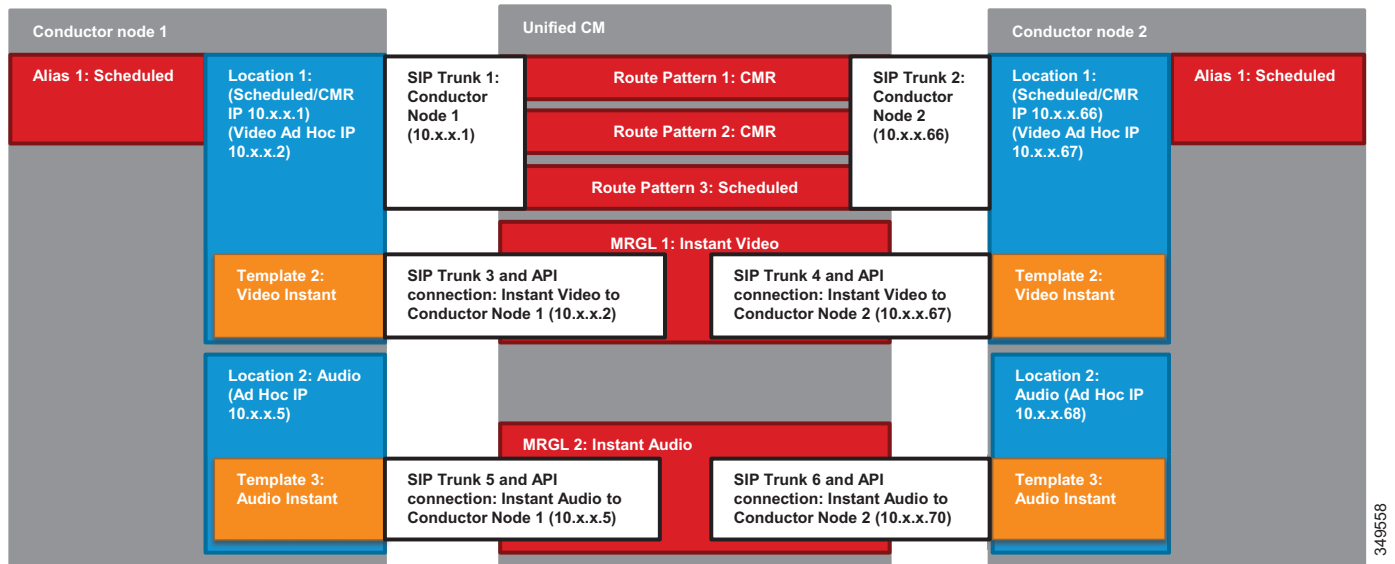 Conductor node 1
Unified CM
Conductor node 2
Alias 1: Scheduled
Location 1:
(Scheduled/CMR
IP 10.x.x.1)
(Video Ad Hoc IP
10.x.x.2)
SIP Trunk 1:
Conductor
Node 1
(10.x.x.1)
Route Pattern 1: CMR
Route Pattern 2: CMR
Route Pattern 3: Scheduled
SIP Trunk 2:
Conductor
Node 2
(10.x.x.66)
Location 1:
(Scheduled/CMR
IP 10.x.x.66)
(Video Ad Hoc IP
10.x.x.67)
Alias 1: Scheduled
MRGL 1: Instant Video
Template 2:
Video Instant
SIP Trunk 3 and API
connection: Instant Video to
Conductor Node 1 (10.x.x.2)
SIP Trunk 4 and API
connection: Instant Video to
Conductor Node 2 (10.x.x.67)
Template 2:
Video Instant
Location 2: Audio
(Ad Hoc IP
10.x.x.5)
Location 2:
Audio (Ad Hoc IP
10.x.x.68)
MRGL 2: Instant Audio
Template 3:
Audio Instant
SIP Trunk 5 and API
connection: Instant Audio to
Conductor Node 1 (10.x.x.5)
SIP Trunk 6 and API
connection: Instant Audio to
Conductor Node 2 (10.x.x.70)
Template 3:
Audio Instant
349558